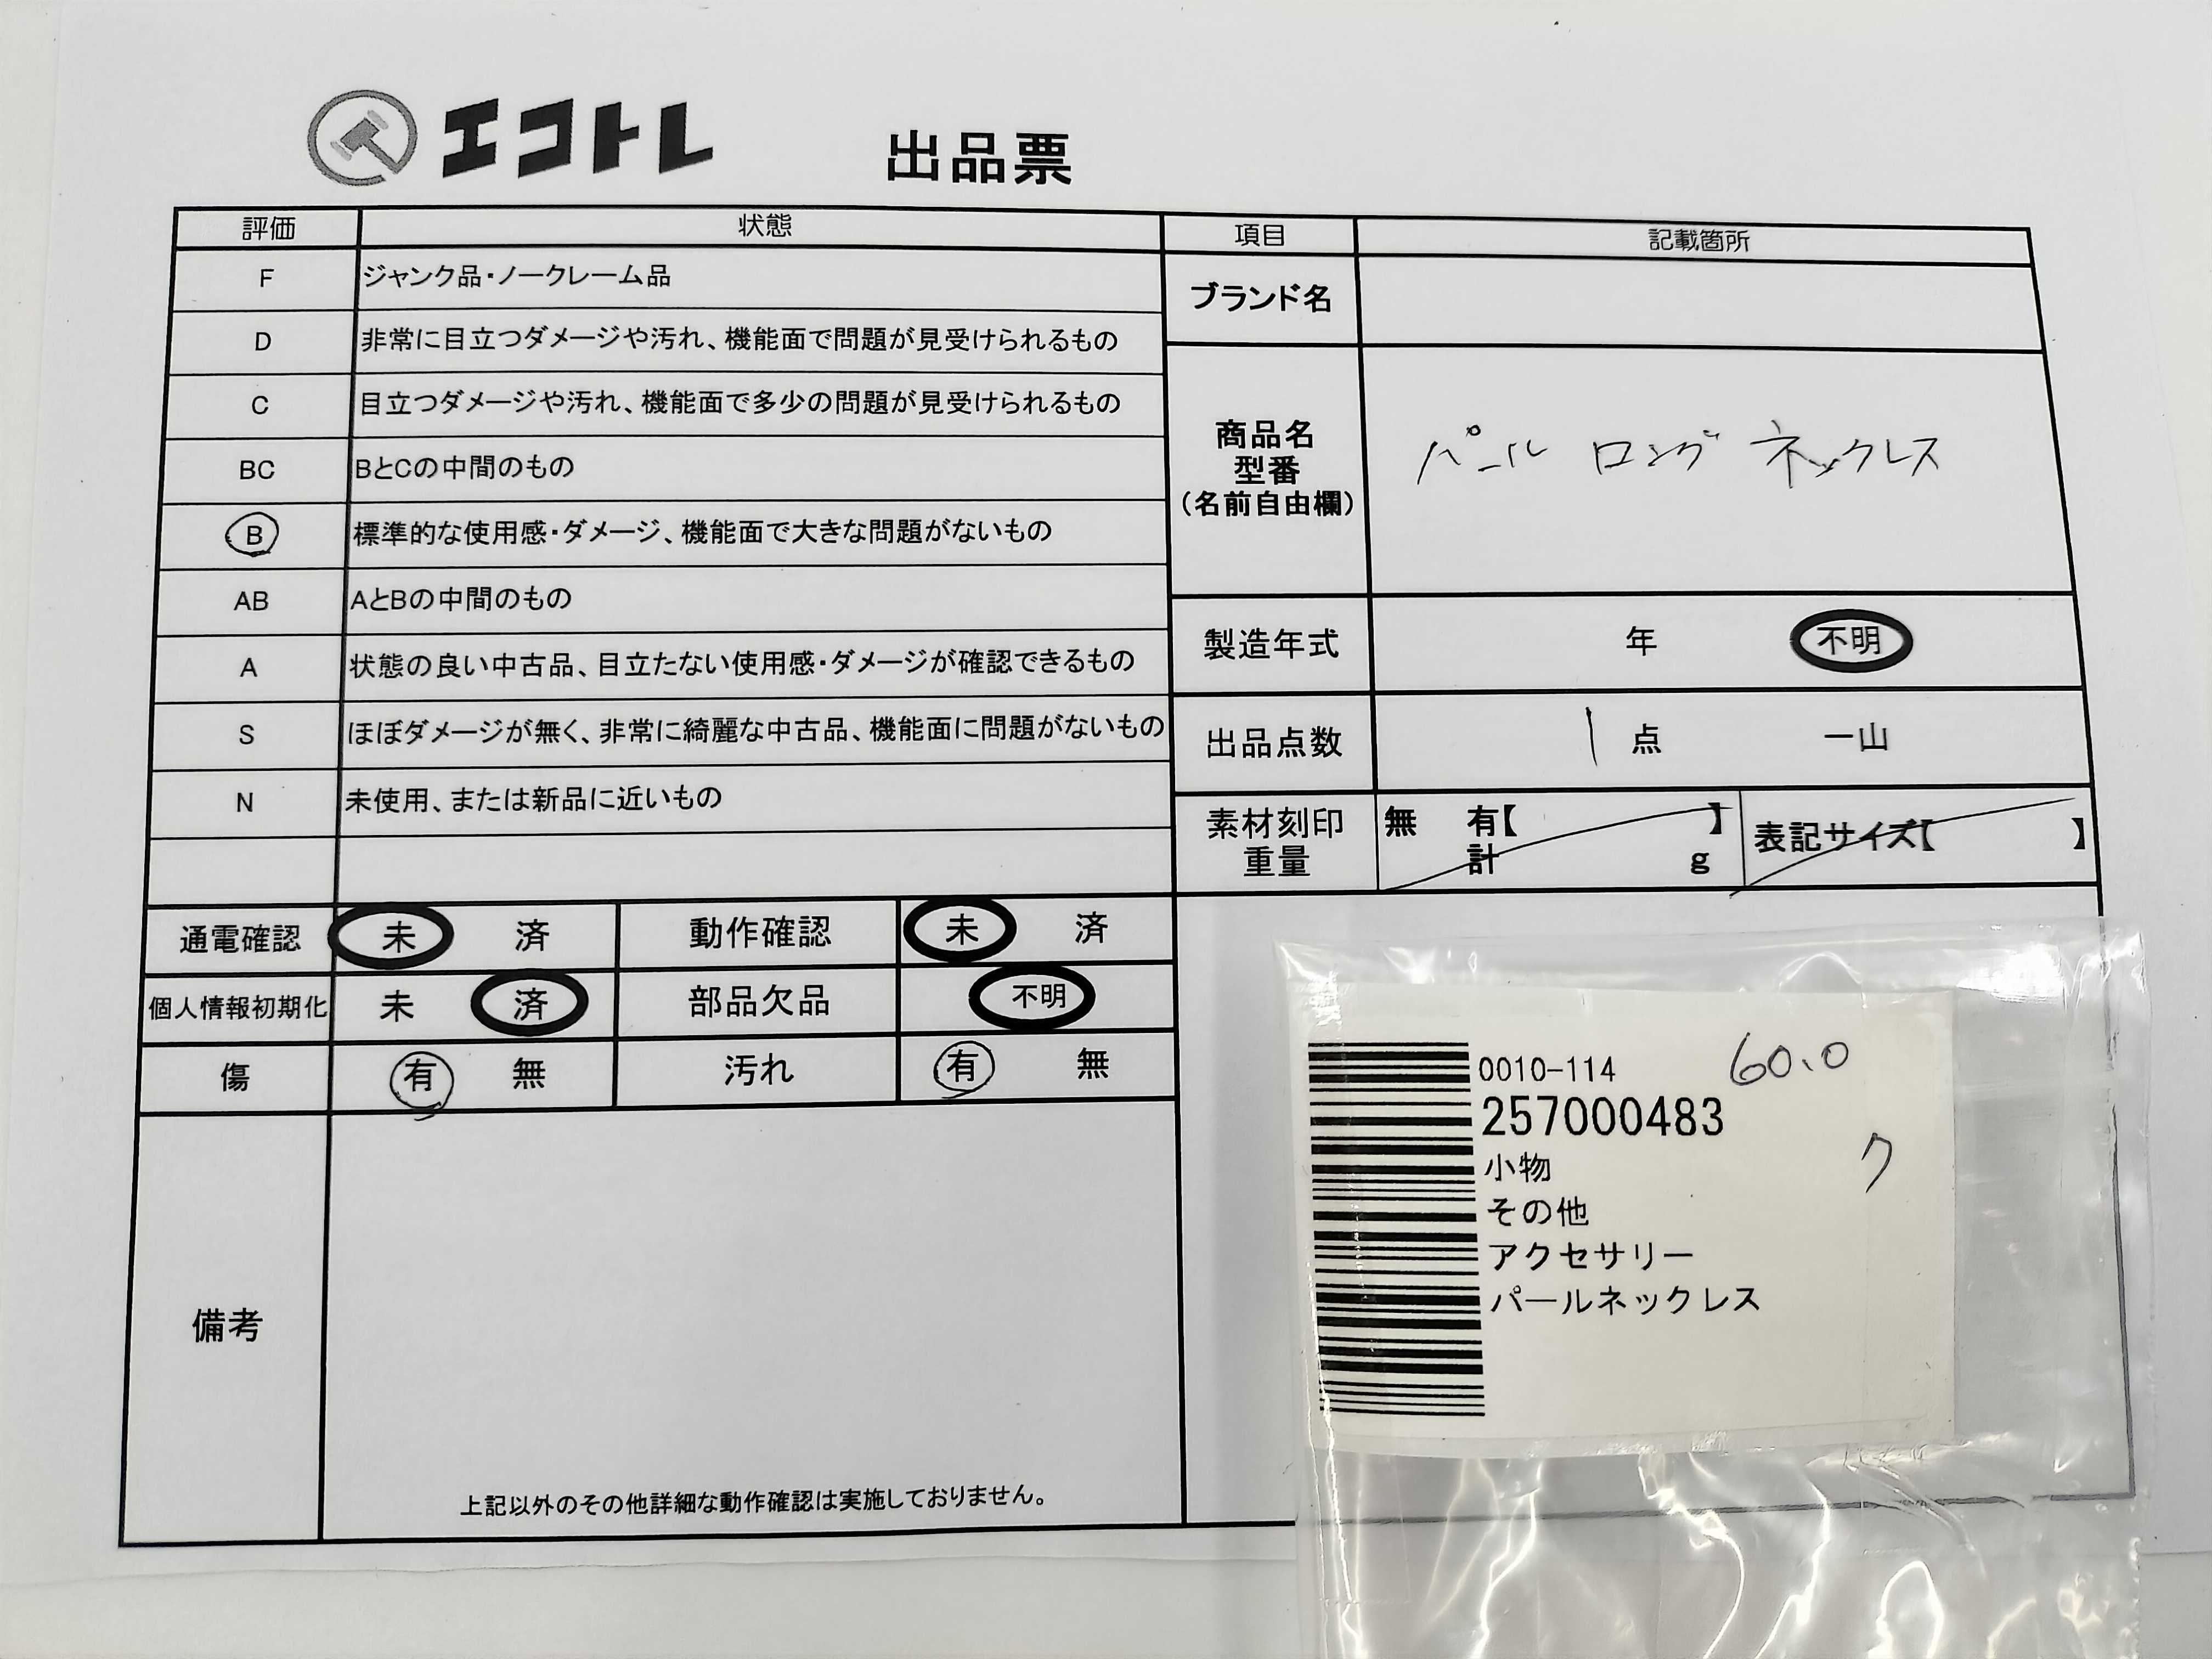 エコトレ 出品票
評価 状態 項目 記載箇所
F ジャンク品・ノークレーム品
D 非常に目立つダメージや汚れ、機能面で問題が見受けられるもの
C 目立つダメージや汚れ、機能面で多少の問題が見受けられるもの
BC BとCの中間のもの
B 標準的な使用感・ダメージ、機能面で大きな問題がないもの
AB AとBの中間のもの
A 状態の良い中古品、目立たない使用感・ダメージが確認できるもの
S ほぼダメージが無く、非常に綺麗な中古品、機能面に問題がないもの
N 未使用、または新品に近いもの
ブランド名
商品名
型番
(名前自由欄)
パール ロング ネックレス
製造年式 年 不明
出品点数 1 点 一山
素材刻印
重量
無 有【 】
計 g
表記サイズ【 】
通電確認 未 済 動作確認 未 済
個人情報初期化 未 済 部品欠品 不明
傷 有 無 汚れ 有 無
備考
上記以外のその他詳細な動作確認は実施しておりません。
0010-114 60.0
257000483
小物 ク
その他
アクセサリー
パールネックレス